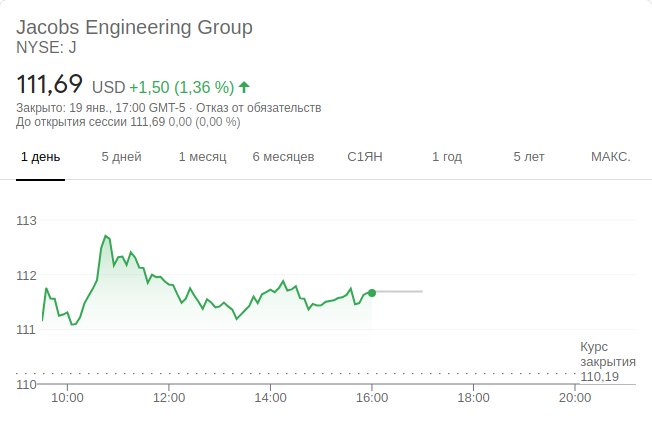 Jacobs Engineering Group
NYSE: J
111,69 USD +1,50 (1,36 %)
Закрыто: 19 янв., 17:00 GMT-5 · Отказ от обязательств
До открытия сессии 111,69 0,00 (0,00 %)
1 день 5 дней 1 месяц 6 месяцев С1ЯН 1 год 5 лет МАКС.
113
112
111
Курс
закрытия
110,19
110
10:00 12:00 14:00 16:00 18:00 20:00